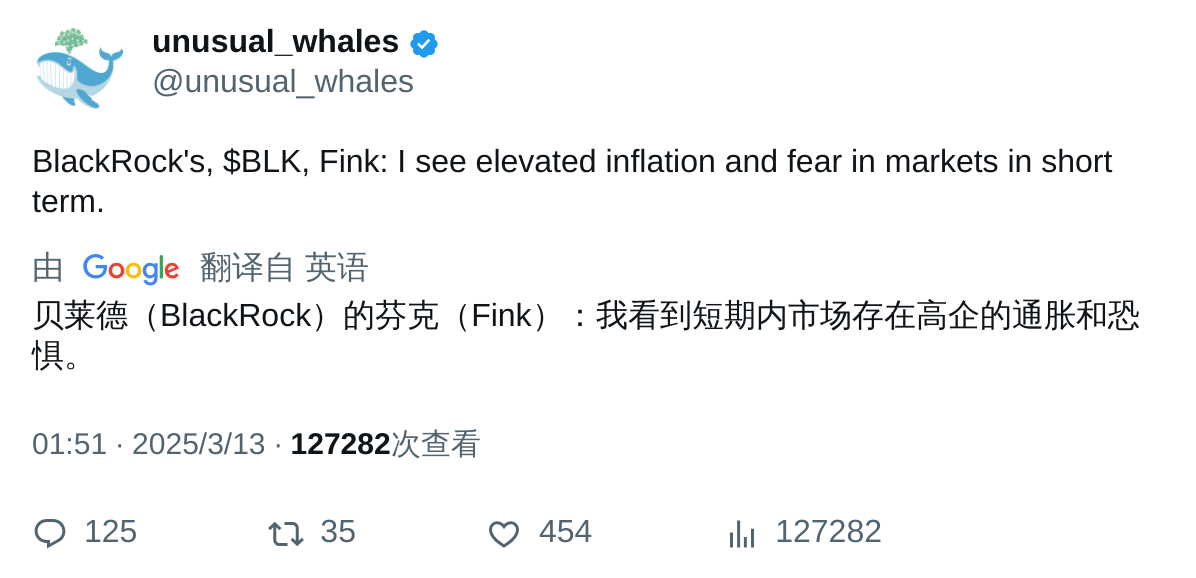 unusual_whales
@unusual_whales
BlackRock's, $BLK, Fink: I see elevated inflation and fear in markets in short
term.
由 Google 翻译自 英语
贝莱德（BlackRock）的芬克（Fink）：我看到短期内市场存在高企的通胀和恐
惧。
01:51 · 2025/3/13 · 127282次查看
125 35 454 127282